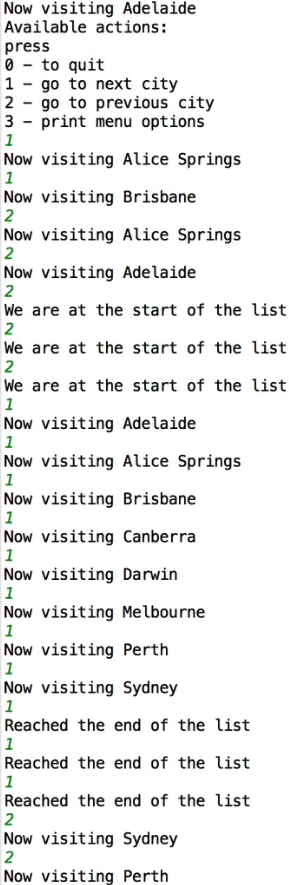 Now visiting Adelaide
Available actions:
press
0 - to quit
1 - go to next city
2 - go to previous city
3 - print menu options
1
Now visiting Alice Springs
1
Now visiting Brisbane
2
Now visiting Alice Springs
2
Now visiting Adelaide
2
We are at the start of the list
2
We are at the start of the list
2
We are at the start of the list
1
Now visiting Adelaide
1
Now visiting Alice Springs
1
Now visiting Brisbane
1
Now visiting Canberra
1
Now visiting Darwin
1
Now visiting Melbourne
1
Now visiting Perth
1
Now visiting Sydney
1
Reached the end of the list
1
Reached the end of the list
1
Reached the end of the list
2
Now visiting Sydney
2
Now visiting Perth